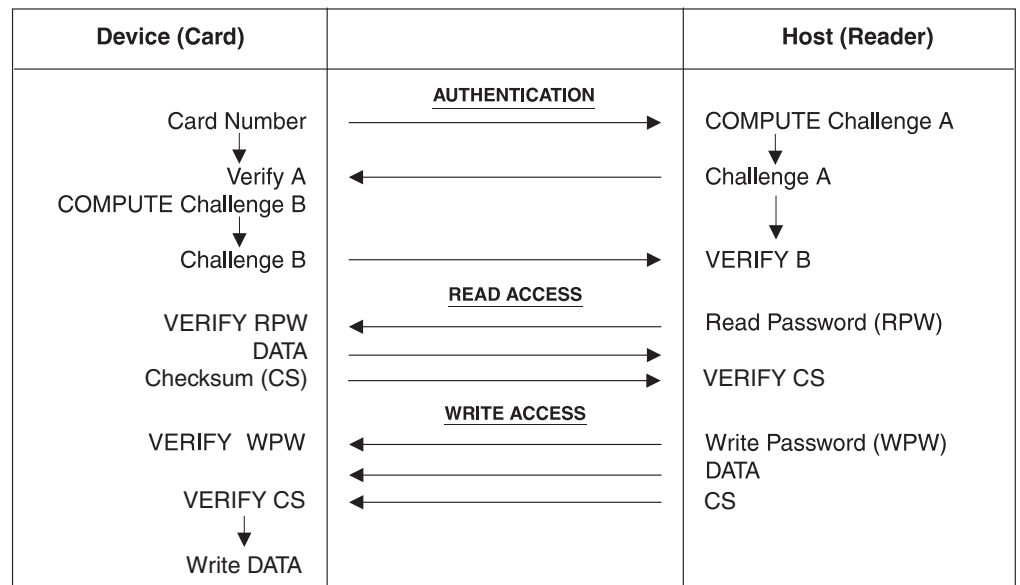 Device (Card) Host (Reader)
AUTHENTICATION
Card Number COMPUTE Challenge A
Verify A Challenge A
COMPUTE Challenge B
Challenge B VERIFY B
READ ACCESS
VERIFY RPW Read Password (RPW)
DATA
Checksum (CS) VERIFY CS
WRITE ACCESS
VERIFY WPW Write Password (WPW)
DATA
VERIFY CS CS
Write DATA